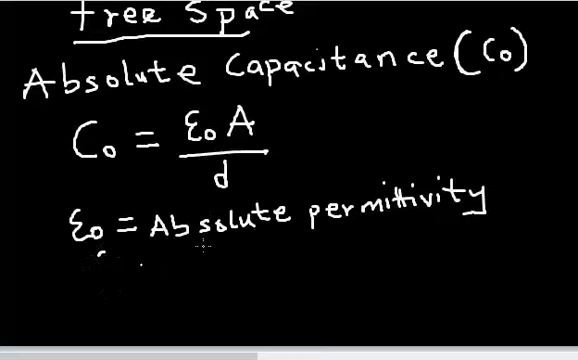 free space
Absolute Capacitance (C₀)
C₀ = ε₀A
d
ε₀ = Absolute permittivity